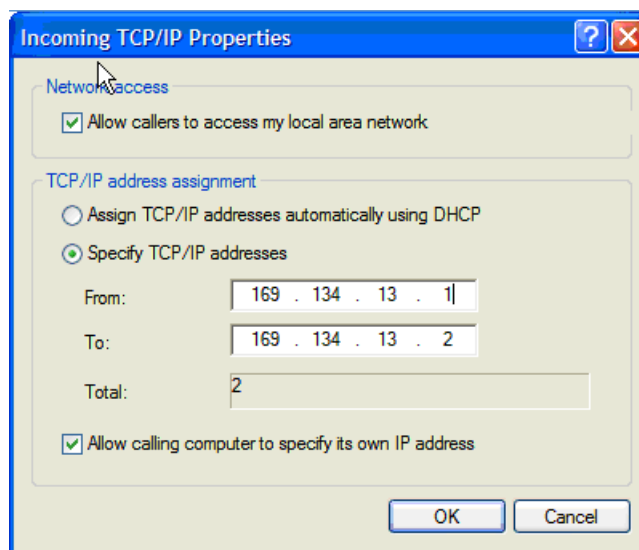 Incoming TCP/IP Properties
Network access
Allow callers to access my local area network
TCP/IP address assignment
Assign TCP/IP addresses automatically using DHCP
Specify TCP/IP addresses
From: 169 . 134 . 13 . 1
To: 169 . 134 . 13 . 2
Total: 2
Allow calling computer to specify its own IP address
OK Cancel